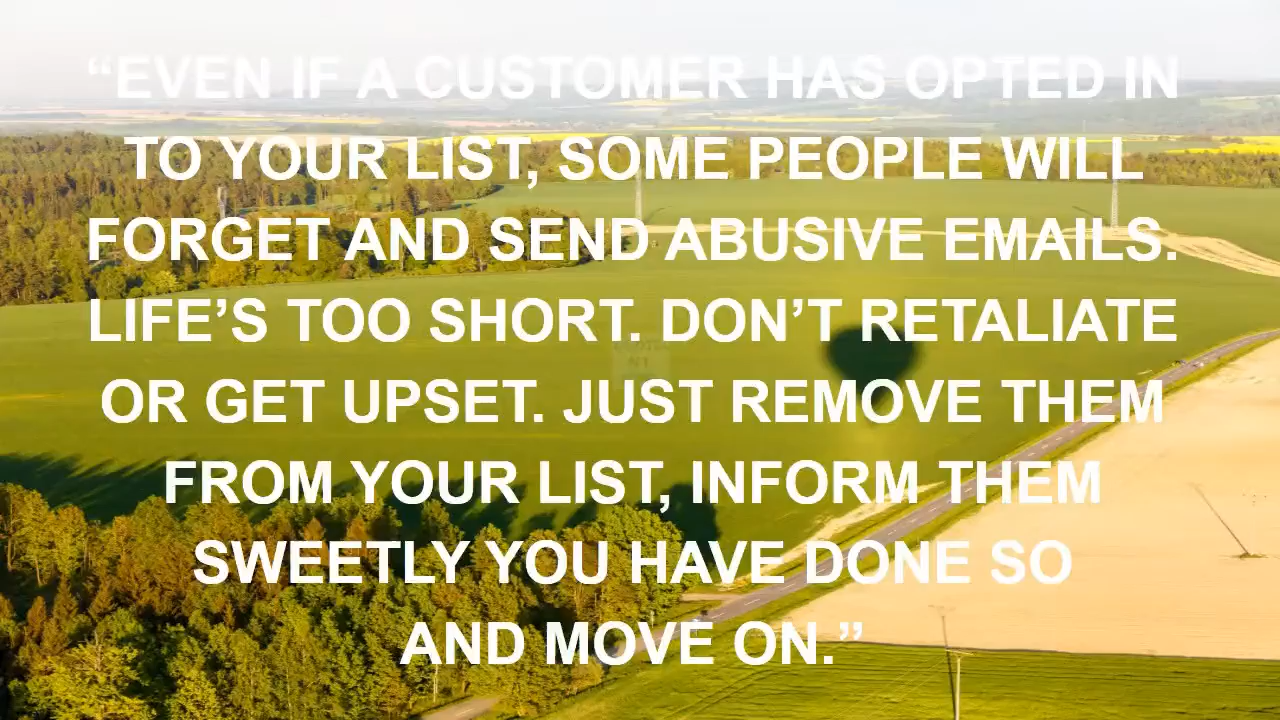 “EVEN IF A CUSTOMER HAS OPTED IN
TO YOUR LIST, SOME PEOPLE WILL
FORGET AND SEND ABUSIVE EMAILS.
LIFE’S TOO SHORT. DON’T RETALIATE
OR GET UPSET. JUST REMOVE THEM
FROM YOUR LIST, INFORM THEM
SWEETLY YOU HAVE DONE SO
AND MOVE ON.”